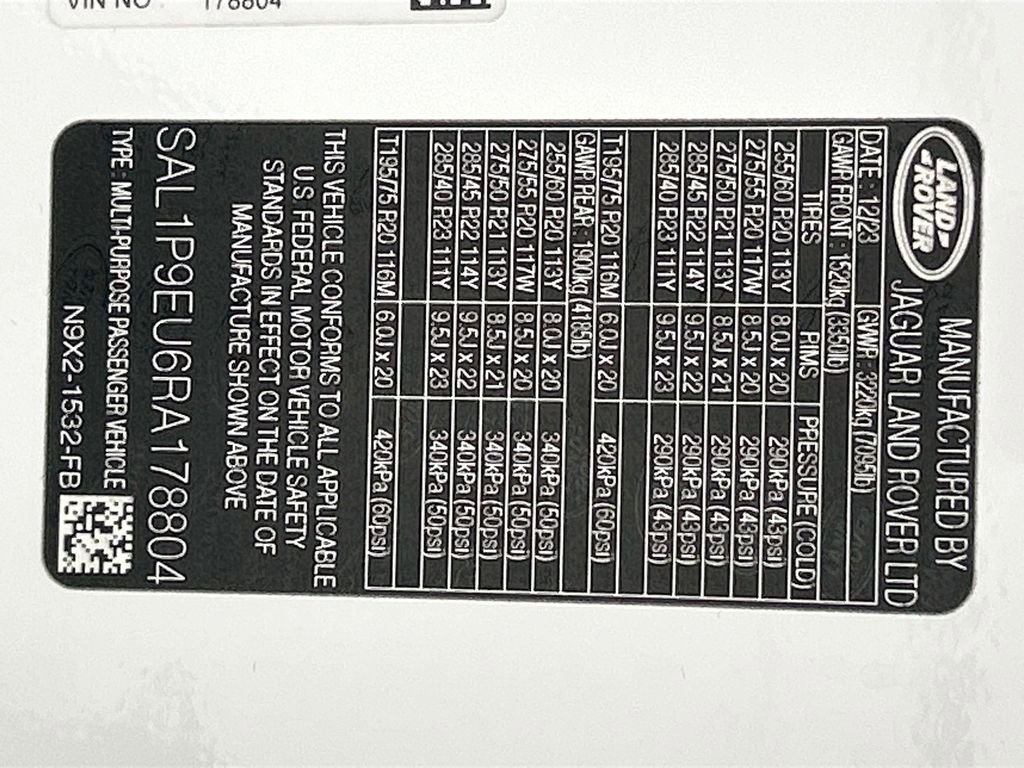 VIN NO : 178804
LAND-
-ROVER
MANUFACTURED BY
JAGUAR LAND ROVER LTD
DATE : 12/23 GWVR : 3220kg (7095lb)
GAWR FRONT : 1520kg (3350lb)
TIRES RIMS PRESSURE (COLD)
255/60 R20 113Y 8.0J x 20 290kPa (43psi)
275/55 R20 117W 8.5J x 20 290kPa (43psi)
275/50 R21 113Y 8.5J x 21 290kPa (43psi)
285/45 R22 114Y 9.5J x 22 290kPa (43psi)
285/40 R23 111Y 9.5J x 23 290kPa (43psi)
T195/75 R20 116M 6.0J x 20 420kPa (60psi)
GAWR REAR : 1900kg (4185lb)
255/60 R20 113Y 8.0J x 20 340kPa (50psi)
275/55 R20 117W 8.5J x 20 340kPa (50psi)
275/50 R21 113Y 8.5J x 21 340kPa (50psi)
285/45 R22 114Y 9.5J x 22 340kPa (50psi)
285/40 R23 111Y 9.5J x 23 340kPa (50psi)
T195/75 R20 116M 6.0J x 20 420kPa (60psi)
THIS VEHICLE CONFORMS TO ALL APPLICABLE
U.S. FEDERAL MOTOR VEHICLE SAFETY
STANDARDS IN EFFECT ON THE DATE OF
MANUFACTURE SHOWN ABOVE
SAL1P9EU6RA178804
TYPE : MULTI-PURPOSE PASSENGER VEHICLE
N9X2-1532-FB